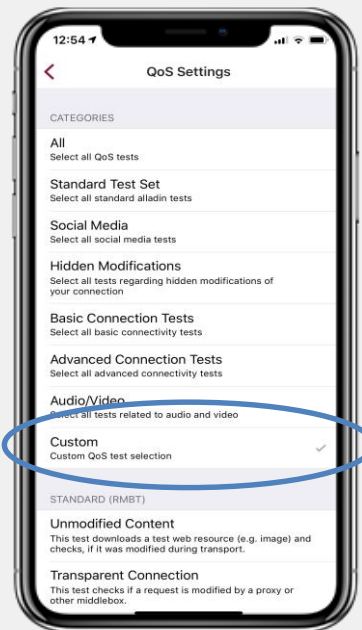 12:54
QoS Settings
CATEGORIES
All
Select all QoS tests
Standard Test Set
Select all standard alladin tests
Social Media
Select all social media tests
Hidden Modifications
Select all tests regarding hidden modifications of
your connection
Basic Connection Tests
Select all basic connectivity tests
Advanced Connection Tests
Select all advanced connectivity tests
Audio/Video
Select all tests related to audio and video
Custom
Custom QoS test selection
STANDARD (RMBT)
Unmodified Content
This test downloads a test web resource (e.g. image) and
checks, if it was modified during transport.
Transparent Connection
This test checks if a request is modified by a proxy or
other middlebox.